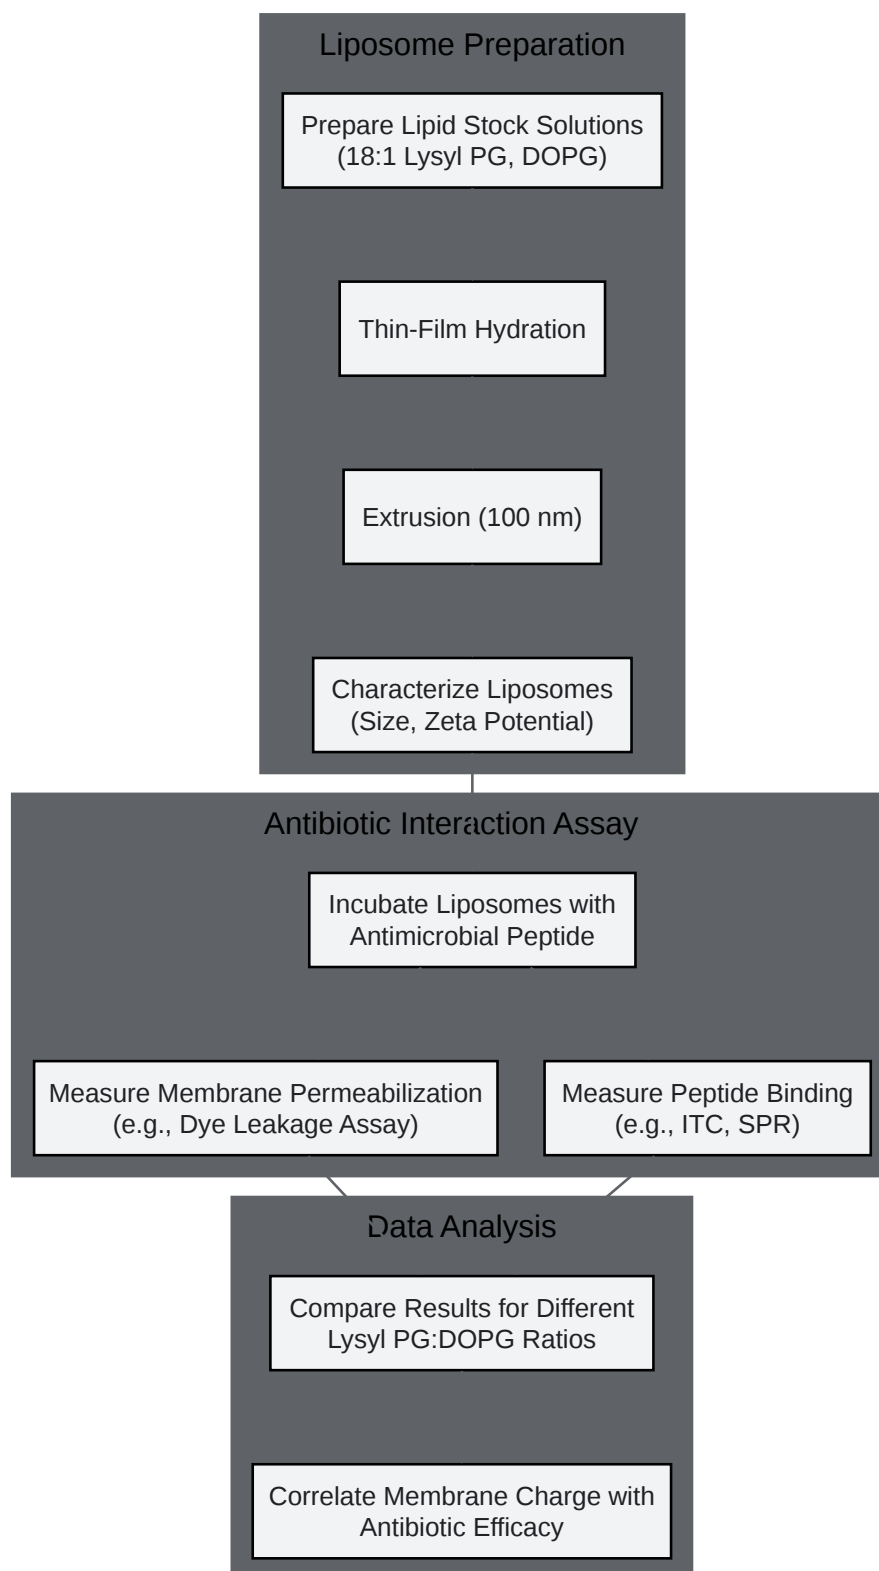 Liposome Preparation
Prepare Lipid Stock Solutions
(18:1 Lysyl PG, DOPG)
Thin-Film Hydration
Extrusion (100 nm)
Characterize Liposomes
(Size, Zeta Potential)
Antibiotic Interaction Assay
Incubate Liposomes with
Antimicrobial Peptide
Measure Membrane Permeabilization
(e.g., Dye Leakage Assay)
Measure Peptide Binding
(e.g., ITC, SPR)
Data Analysis
Compare Results for Different
Lysyl PG:DOPG Ratios
Correlate Membrane Charge with
Antibiotic Efficacy